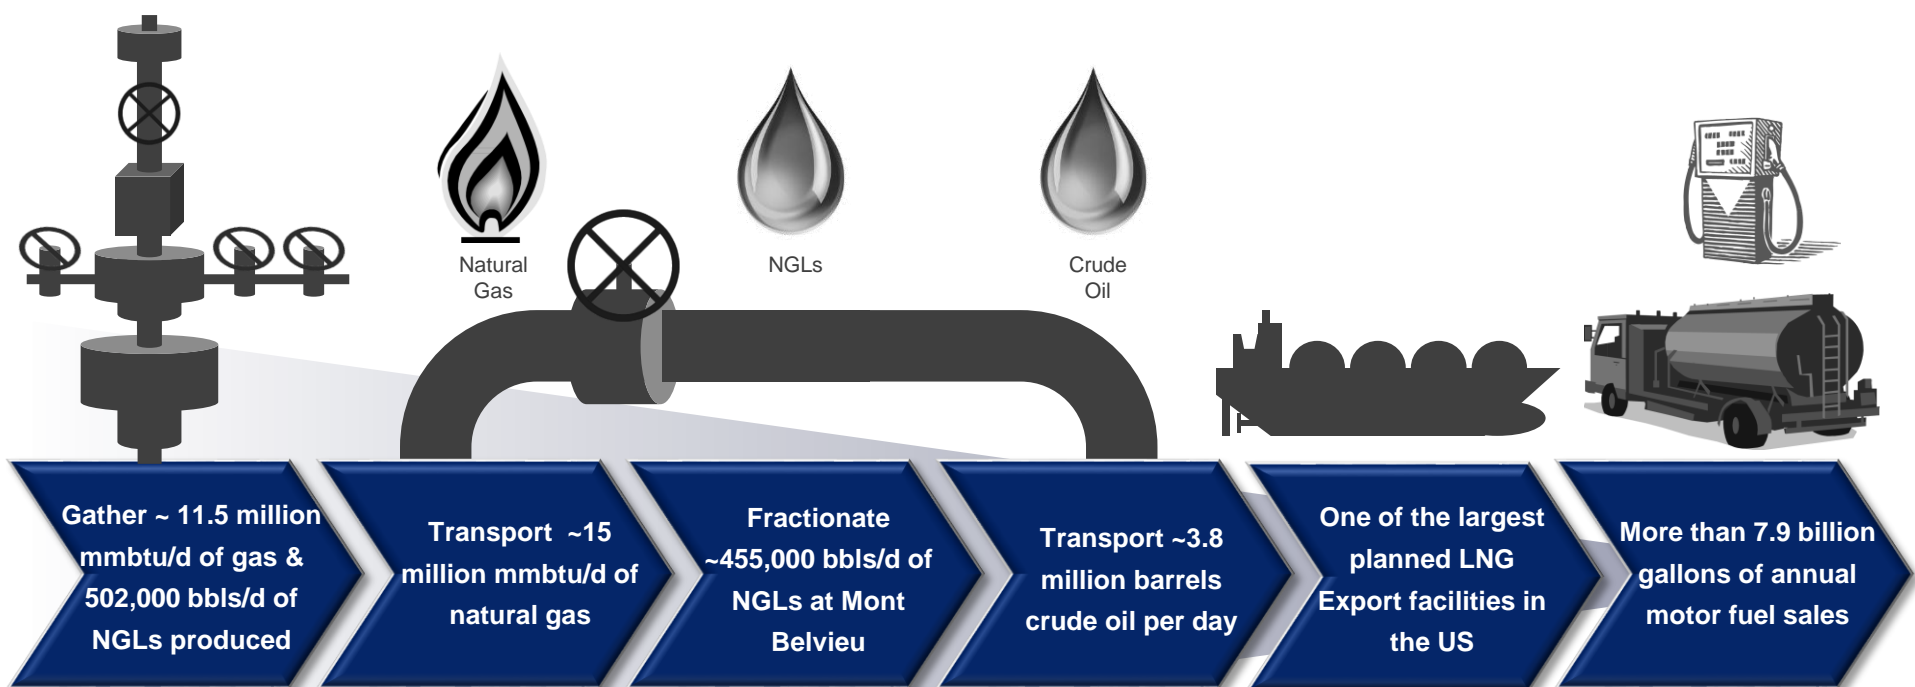 Natural
Gas
NGLs
Crude
Oil
Gather ~ 11.5 million
mmbtu/d of gas &
502,000 bbls/d of
NGLs produced
Transport ~15
million mmbtu/d of
natural gas
Fractionate
~455,000 bbls/d of
NGLs at Mont
Belvieu
Transport ~3.8
million barrels
crude oil per day
One of the largest
planned LNG
Export facilities in
the US
More than 7.9 billion
gallons of annual
motor fuel sales